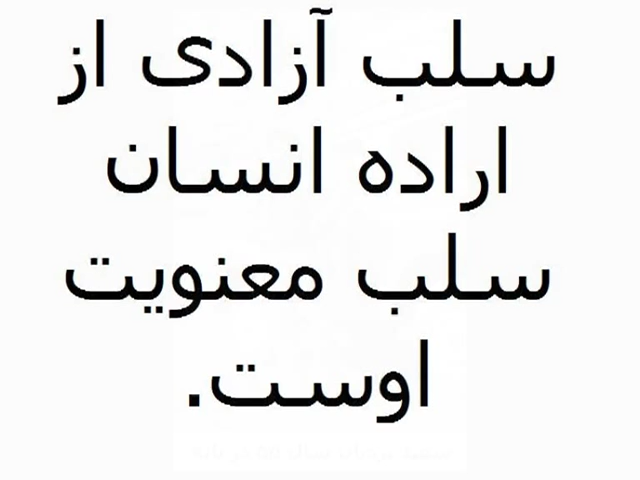 سلب آزادی از
اراده انسان
سلب معنویت
اوست.